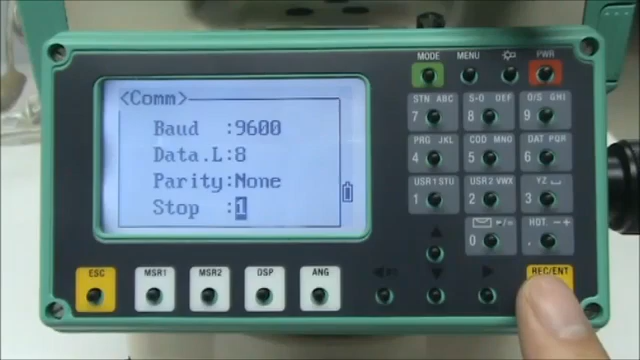 <Comm>
Baud :9600
Data.L:8
Parity:None
Stop :1
MODE MENU PWR
STN ABC S-O DEF O/S GHI
7 8 9
PRG JKL COD MNO DAT PQR
4 5 6
USR1 STU USR2 VWX YZ
1 2 3
HOT -+
0 .
ESC MSR1 MSR2 DSP ANG REC/ENT